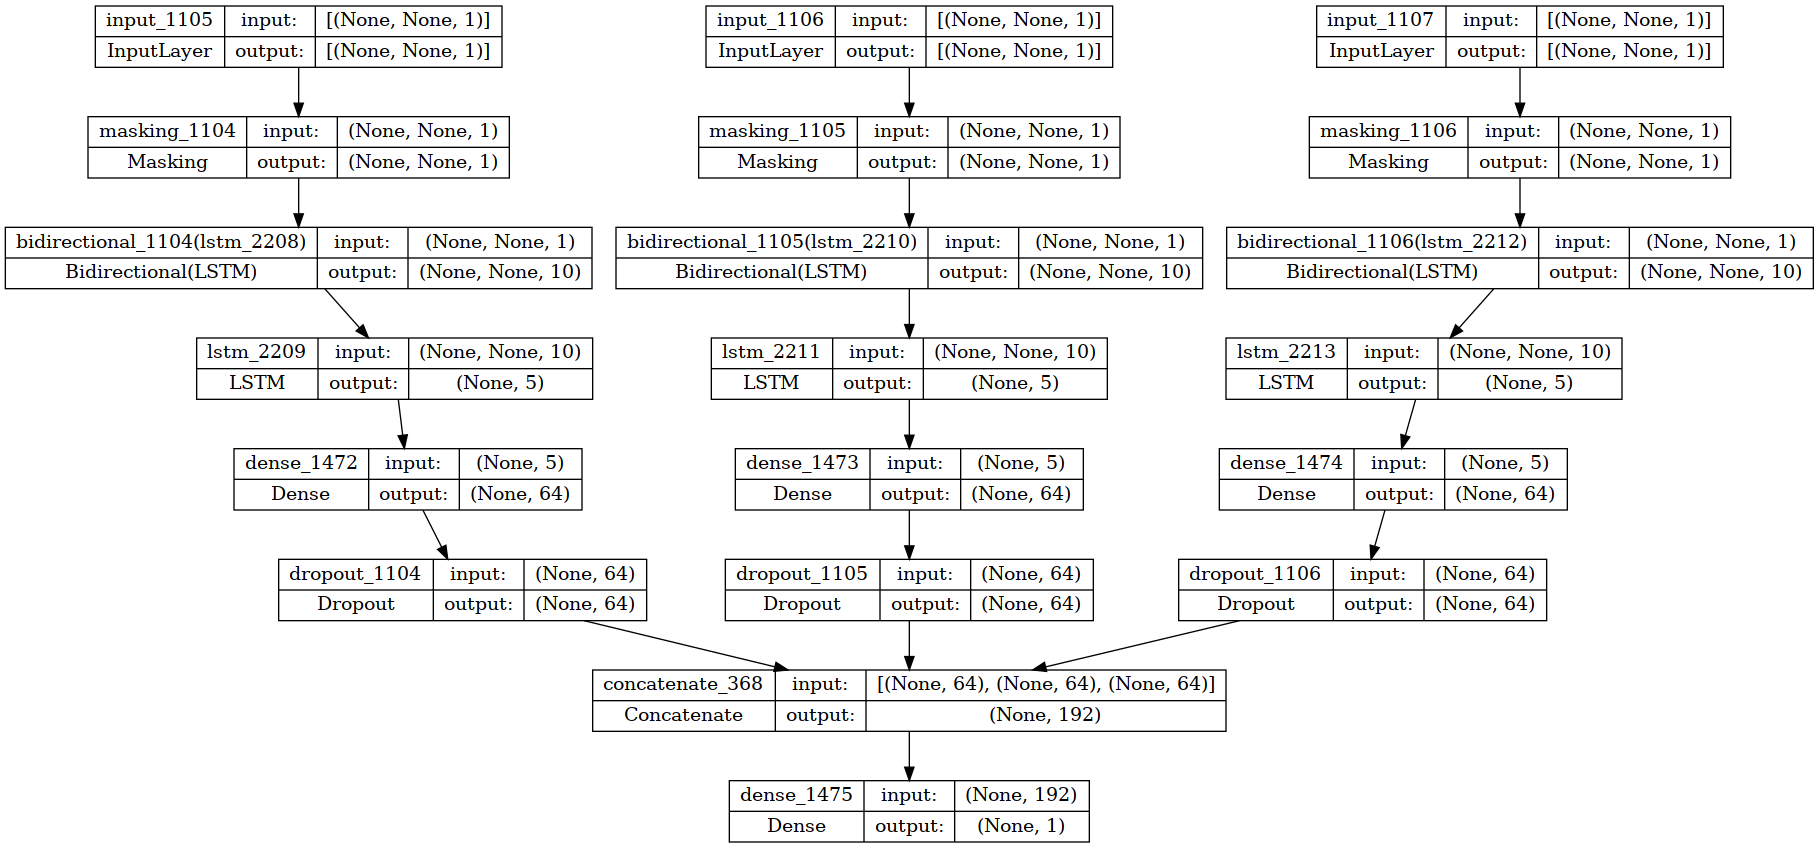 input_1105 input: [(None, None, 1)] input_1106 input: [(None, None, 1)] input_1107 input: [(None, None, 1)]
InputLayer output: [(None, None, 1)] InputLayer output: [(None, None, 1)] InputLayer output: [(None, None, 1)]
masking_1104 input: (None, None, 1) masking_1105 input: (None, None, 1) masking_1106 input: (None, None, 1)
Masking output: (None, None, 1) Masking output: (None, None, 1) Masking output: (None, None, 1)
bidirectional_1104(lstm_2208) input: (None, None, 1) bidirectional_1105(lstm_2210) input: (None, None, 1) bidirectional_1106(lstm_2212) input: (None, None, 1)
Bidirectional(LSTM) output: (None, None, 10) Bidirectional(LSTM) output: (None, None, 10) Bidirectional(LSTM) output: (None, None, 10)
lstm_2209 input: (None, None, 10) lstm_2211 input: (None, None, 10) lstm_2213 input: (None, None, 10)
LSTM output: (None, 5) LSTM output: (None, 5) LSTM output: (None, 5)
dense_1472 input: (None, 5) dense_1473 input: (None, 5) dense_1474 input: (None, 5)
Dense output: (None, 64) Dense output: (None, 64) Dense output: (None, 64)
dropout_1104 input: (None, 64) dropout_1105 input: (None, 64) dropout_1106 input: (None, 64)
Dropout output: (None, 64) Dropout output: (None, 64) Dropout output: (None, 64)
concatenate_368 input: [(None, 64), (None, 64), (None, 64)]
Concatenate output: (None, 192)
dense_1475 input: (None, 192)
Dense output: (None, 1)